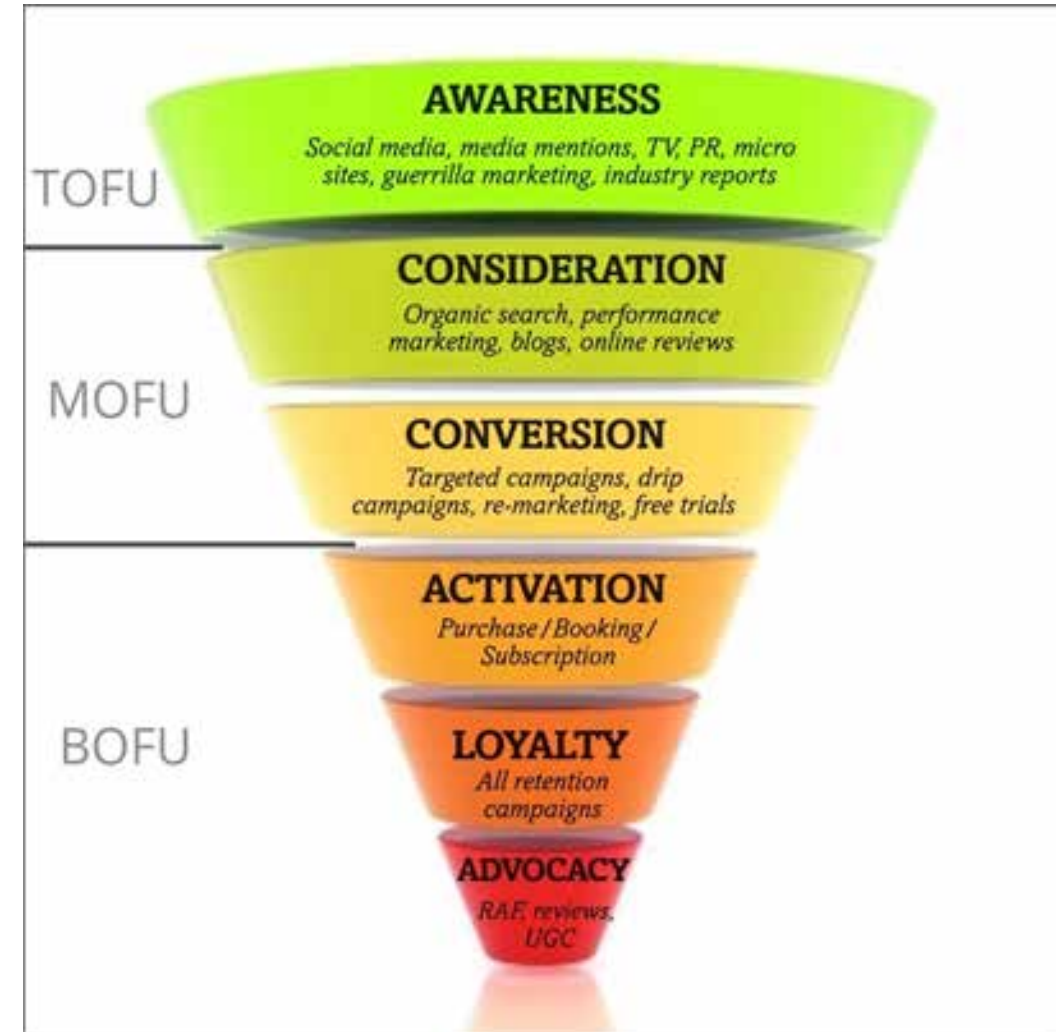 AWARENESS
Social media, media mentions, TV, PR, micro
sites, guerrilla marketing, industry reports
TOFU
CONSIDERATION
Organic search, performance
marketing, blogs, online reviews
MOFU
CONVERSION
Targeted campaigns, drip
campaigns, re-marketing, free trials
ACTIVATION
Purchase / Booking /
Subscription
BOFU
LOYALTY
All retention
campaigns
ADVOCACY
RAF, reviews,
UGC